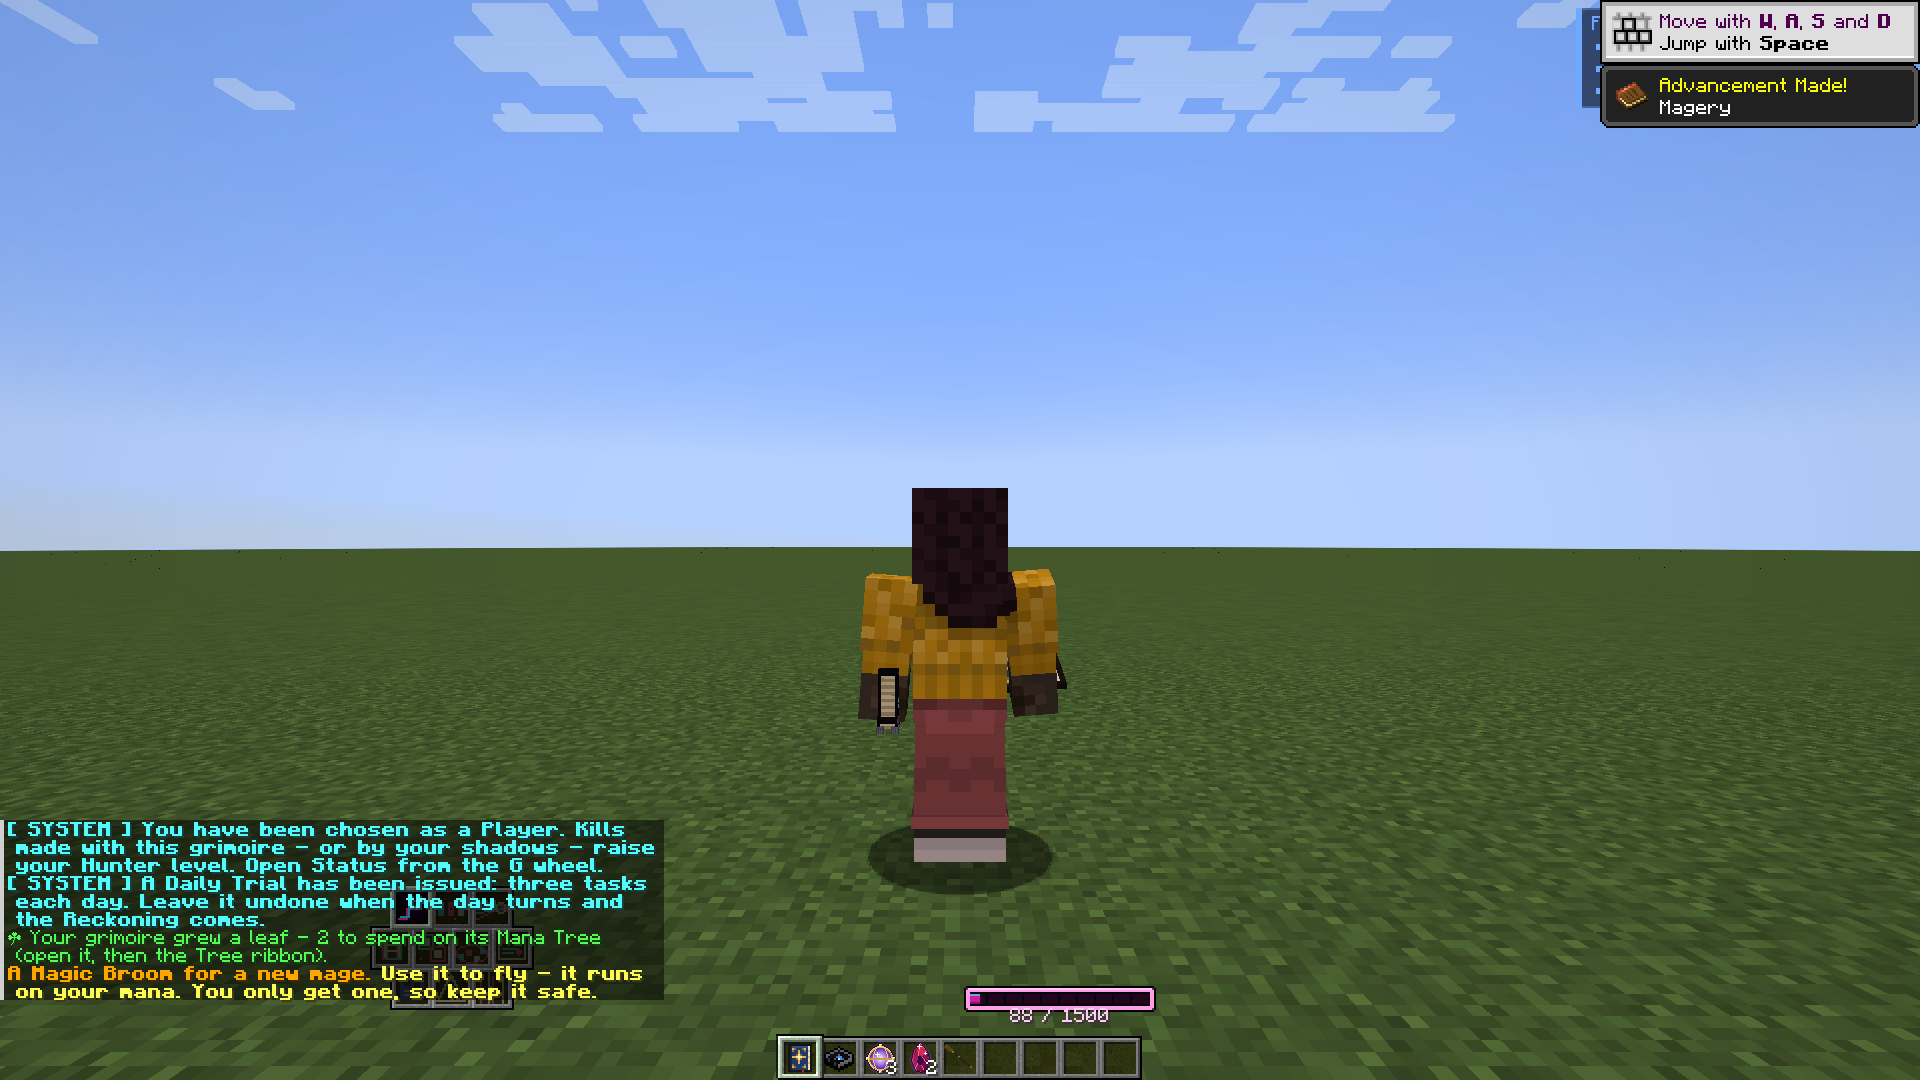 Move with W, A, S and D
Jump with Space
Advancement Made!
Magery
[ SYSTEM ] You have been chosen as a Player. Kills
made with this grimoire – or by your shadows – raise
your Hunter level. Open Status from the G wheel.
[ SYSTEM ] A Daily Trial has been issued: three tasks
each day. Leave it undone when the day turns and
the Reckoning comes.
☘ Your grimoire grew a leaf – 2 to spend on its Mana Tree
(open it, then the Tree ribbon).
A Magic Broom for a new mage. Use it to fly – it runs
on your mana. You only get one, so keep it safe.
88 / 1500
3
2